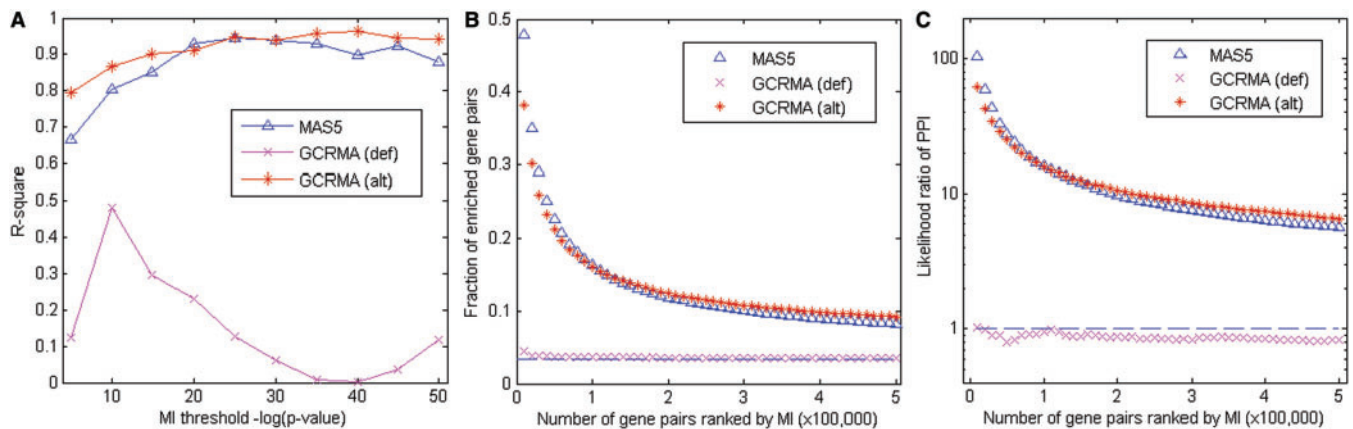 A
R-square
1
0.9
0.8
0.7
0.6
0.5
0.4
0.3
0.2
0.1
0
10 20 30 40 50
MI threshold -log(p-value)
MAS5
GCRMA (def)
GCRMA (alt)
B
Fraction of enriched gene pairs
0.5
0.4
0.3
0.2
0.1
0
0 1 2 3 4 5
Number of gene pairs ranked by MI (×100,000)
MAS5
GCRMA (def)
GCRMA (alt)
C
Likelihood ratio of PPI
100
10
1
0 1 2 3 4 5
Number of gene pairs ranked by MI (×100,000)
MAS5
GCRMA (def)
GCRMA (alt)